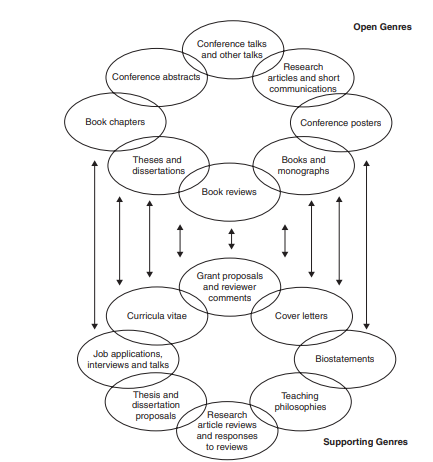 Open Genres
Conference talks
and other talks
Conference abstracts
Research
articles and short
communications
Book chapters
Conference posters
Theses and
dissertations
Books and
monographs
Book reviews
Grant proposals
and reviewer
comments
Curricula vitae
Cover letters
Job applications,
interviews and talks
Biostatements
Thesis and
dissertation
proposals
Teaching
philosophies
Research
article reviews
and responses
to reviews
Supporting Genres